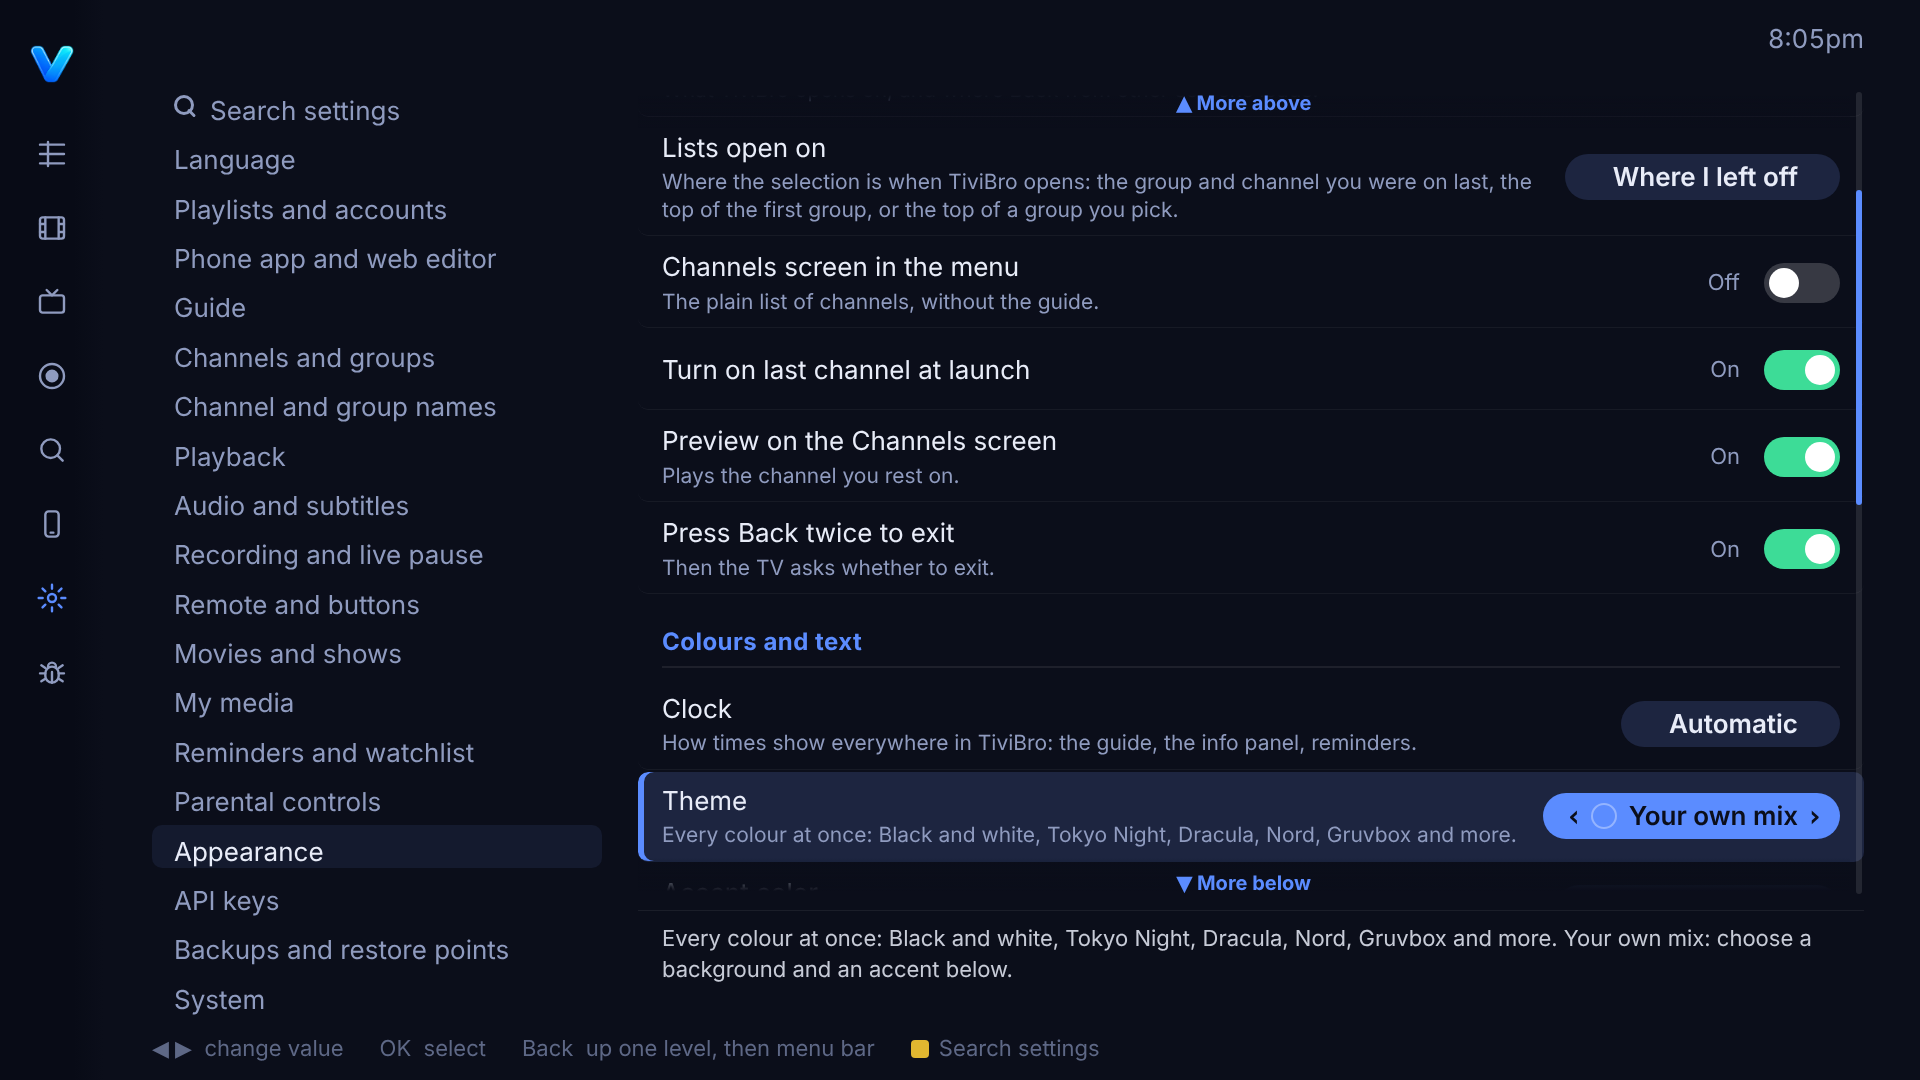 8:05pm
Search settings
Language
Playlists and accounts
Phone app and web editor
Guide
Channels and groups
Channel and group names
Playback
Audio and subtitles
Recording and live pause
Remote and buttons
Movies and shows
My media
Reminders and watchlist
Parental controls
Appearance
API keys
Backups and restore points
System
▲ More above
Lists open on
Where the selection is when TiviBro opens: the group and channel you were on last, the
top of the first group, or the top of a group you pick.
Where I left off
Channels screen in the menu
The plain list of channels, without the guide.
Off
Turn on last channel at launch
On
Preview on the Channels screen
Plays the channel you rest on.
On
Press Back twice to exit
Then the TV asks whether to exit.
On
Colours and text
Clock
How times show everywhere in TiviBro: the guide, the info panel, reminders.
Automatic
Theme
Every colour at once: Black and white, Tokyo Night, Dracula, Nord, Gruvbox and more.
‹ Your own mix ›
▼ More below
Every colour at once: Black and white, Tokyo Night, Dracula, Nord, Gruvbox and more. Your own mix: choose a
background and an accent below.
◀ ▶ change value OK select Back up one level, then menu bar Search settings